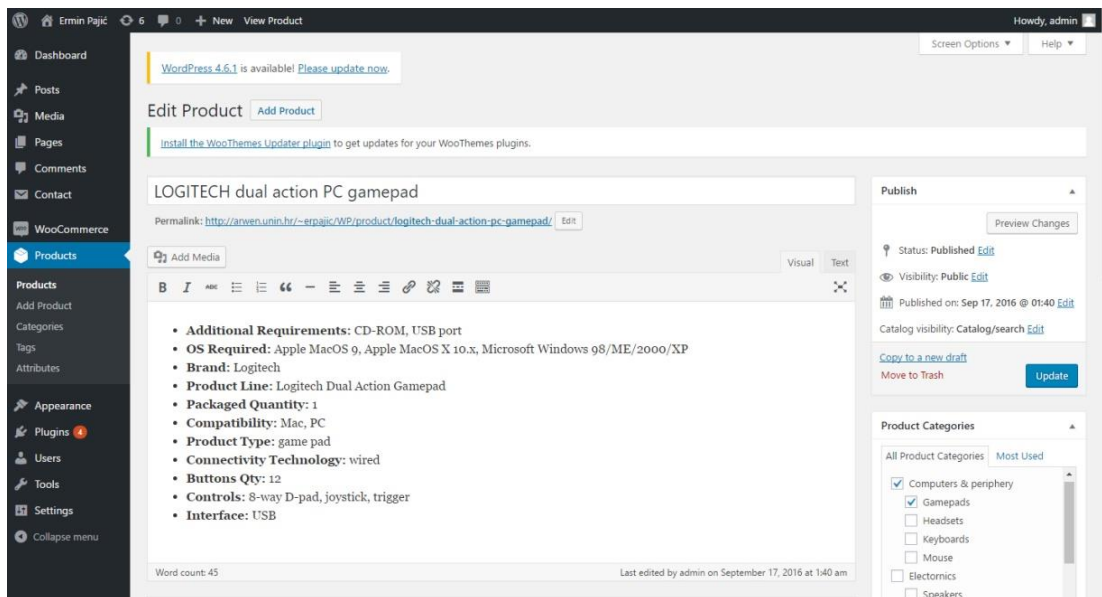 Ermin Pajić 6 0 + New View Product Howdy, admin
Screen Options ▼ Help ▼
Dashboard
Posts
Media
Pages
Comments
Contact
WooCommerce
Products
Products
Add Product
Categories
Tags
Attributes
Appearance
Plugins 4
Users
Tools
Settings
Collapse menu
WordPress 4.6.1 is available! Please update now.
Edit Product Add Product
Install the WooThemes Updater plugin to get updates for your WooThemes plugins.
LOGITECH dual action PC gamepad
Permalink: http://arwen.unin.hr/~erpajic/WP/product/logitech-dual-action-pc-gamepad/ Edit
Add Media
Visual Text
B I ABC
• Additional Requirements: CD-ROM, USB port
• OS Required: Apple MacOS 9, Apple MacOS X 10.x, Microsoft Windows 98/ME/2000/XP
• Brand: Logitech
• Product Line: Logitech Dual Action Gamepad
• Packaged Quantity: 1
• Compatibility: Mac, PC
• Product Type: game pad
• Connectivity Technology: wired
• Buttons Qty: 12
• Controls: 8-way D-pad, joystick, trigger
• Interface: USB
Word count: 45 Last edited by admin on September 17, 2016 at 1:40 am
Publish
Preview Changes
Status: Published Edit
Visibility: Public Edit
Published on: Sep 17, 2016 @ 01:40 Edit
Catalog visibility: Catalog/search Edit
Copy to a new draft
Move to Trash Update
Product Categories
All Product Categories Most Used
Computers & periphery
Gamepads
Headsets
Keyboards
Mouse
Electornics
Speakers